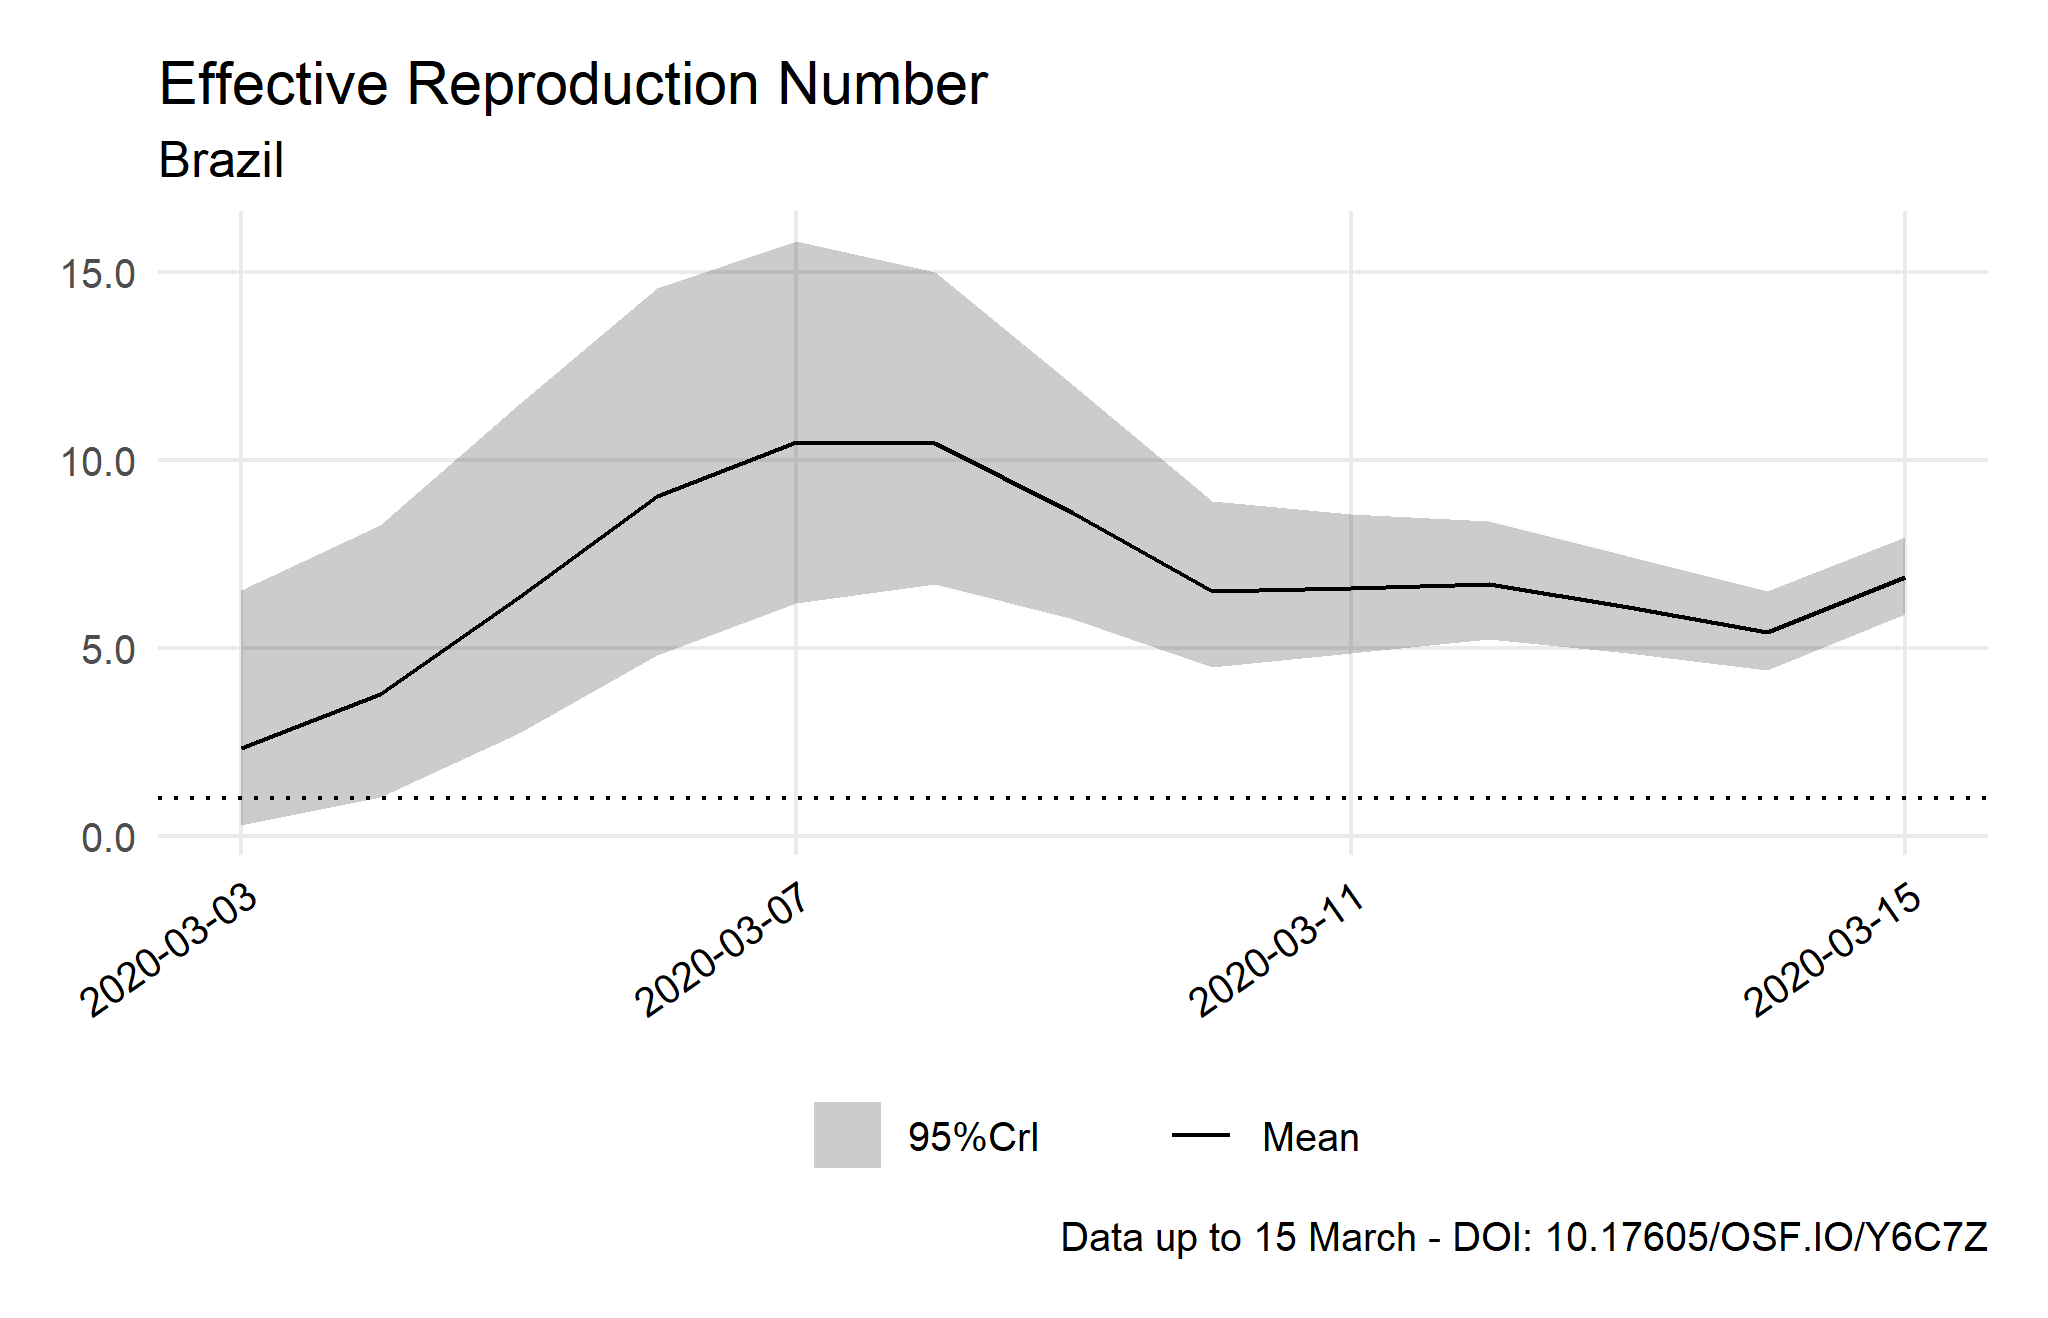 Effective Reproduction Number
Brazil
15.0
10.0
5.0
0.0
2020-03-03
2020-03-07
2020-03-11
2020-03-15
95%CrI
Mean
Data up to 15 March - DOI: 10.17605/OSF.IO/Y6C7Z